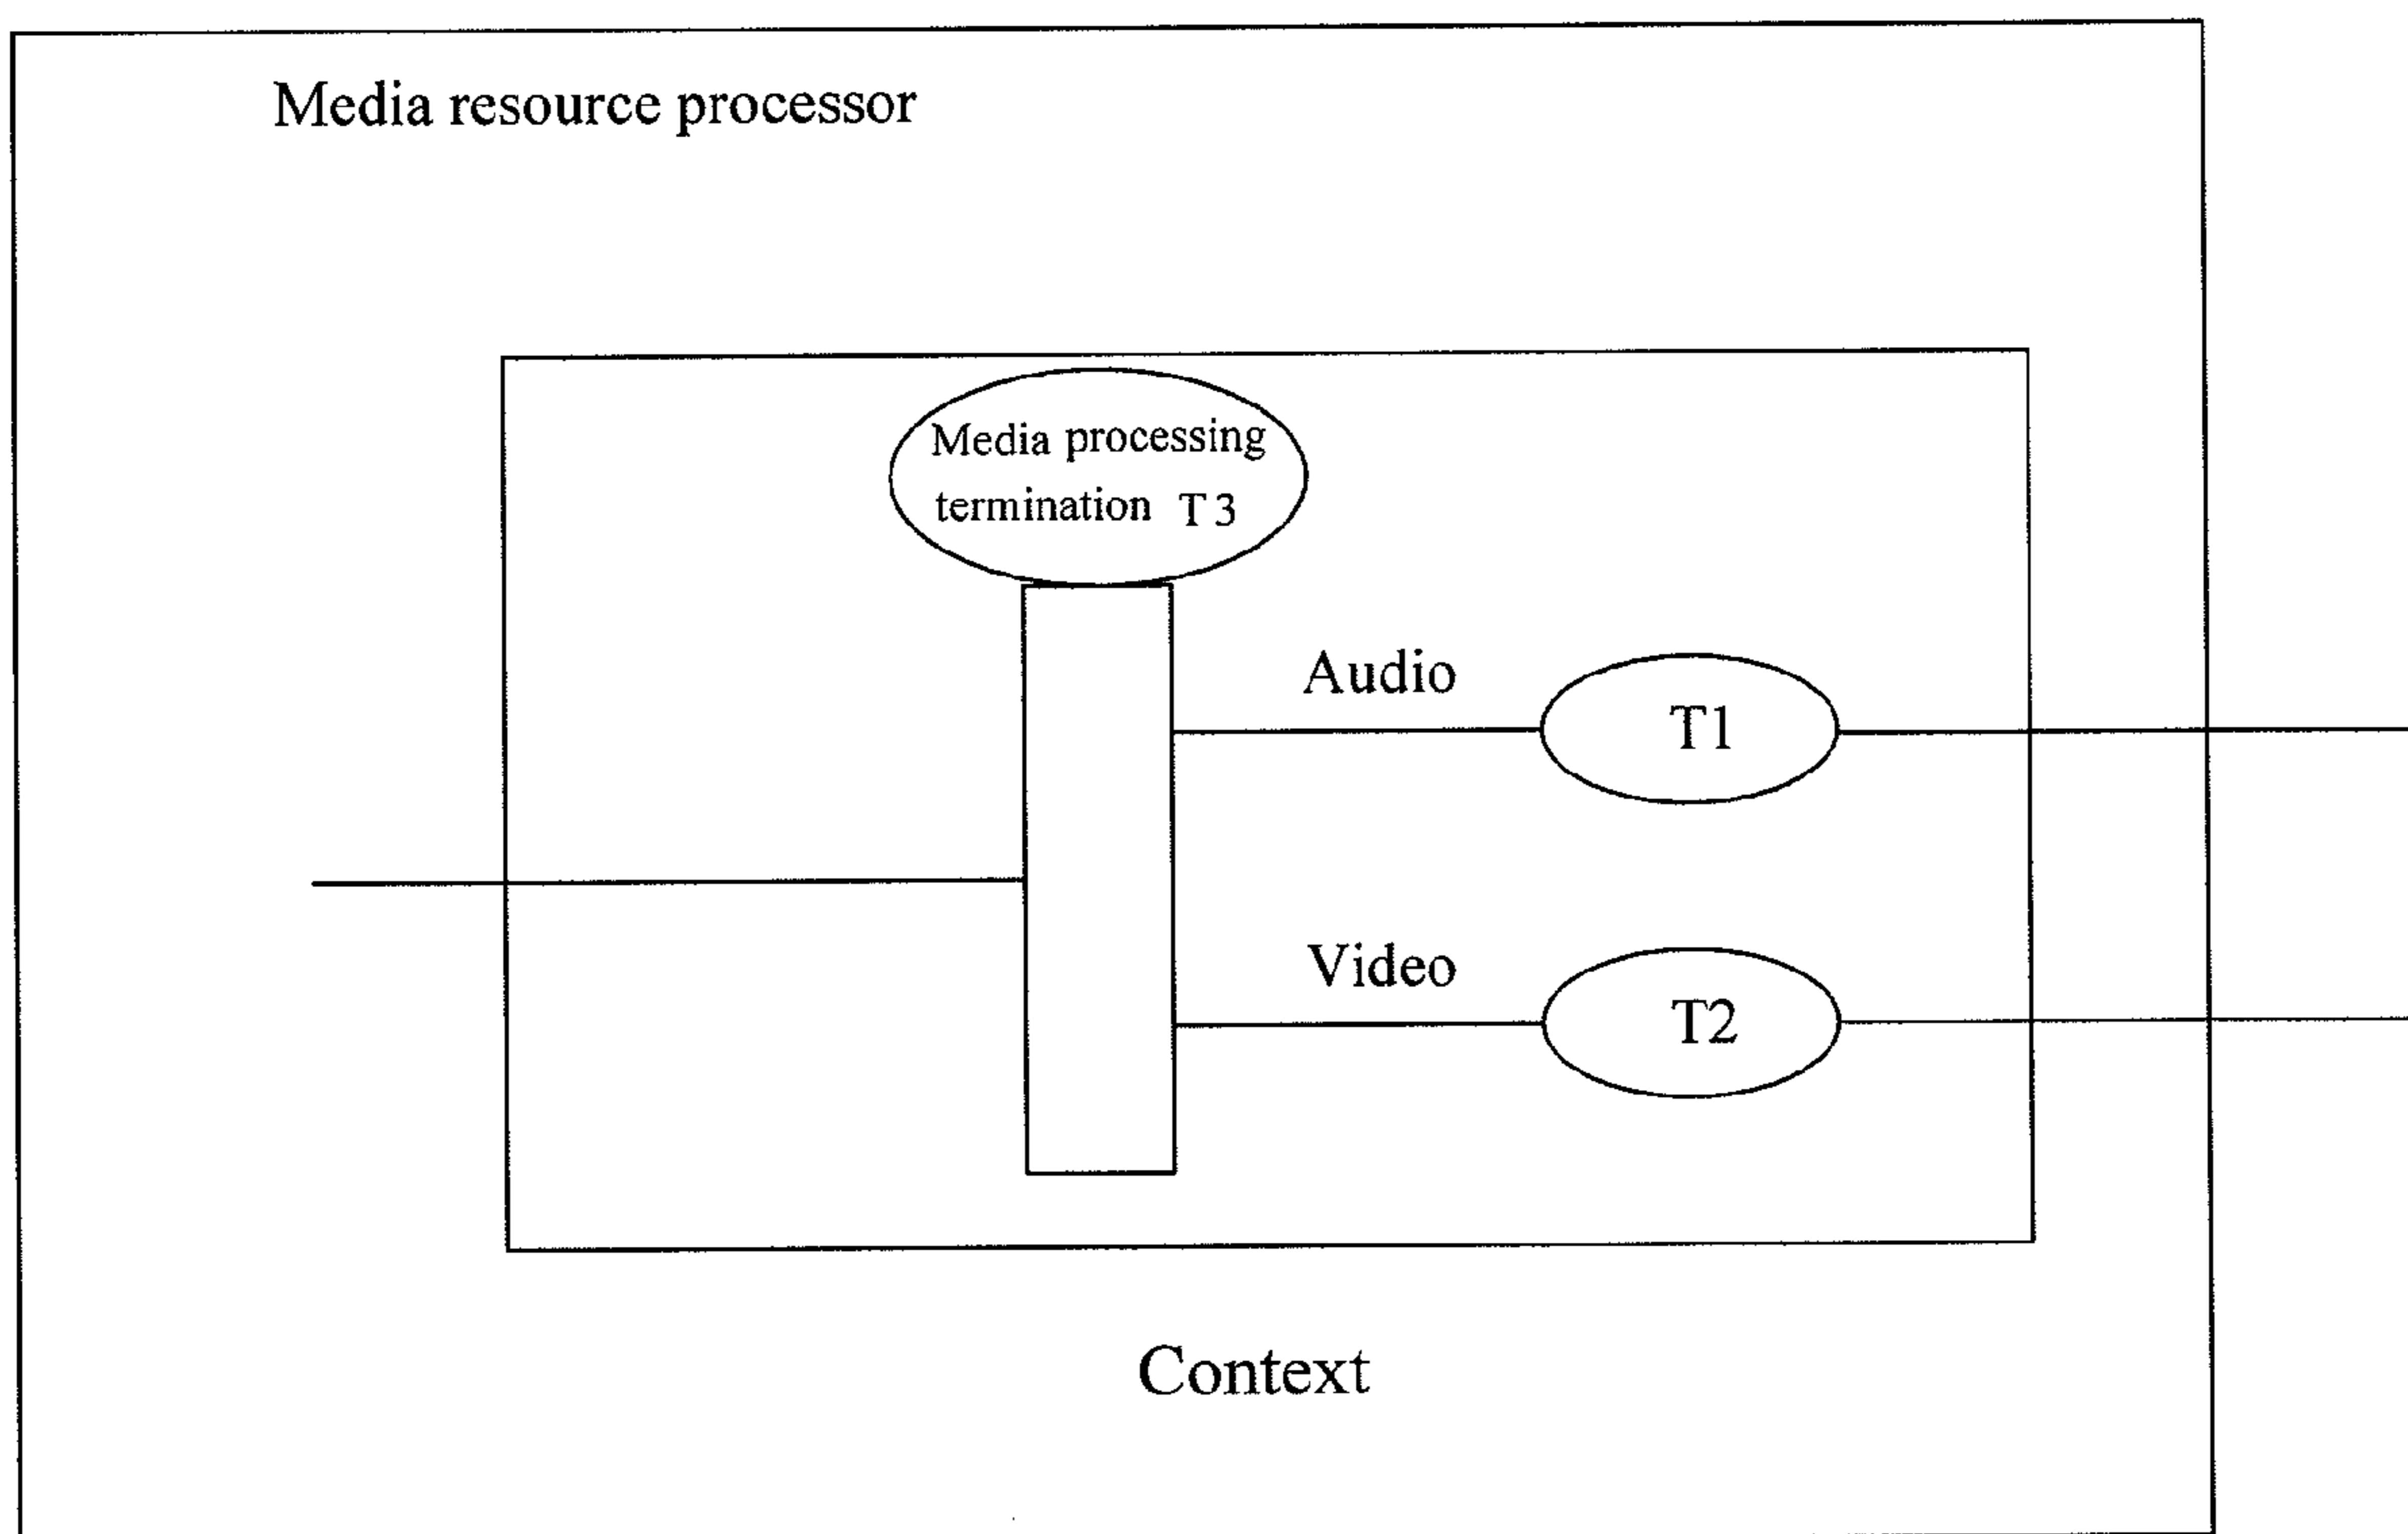 Media resource processor
Media processing
termination T3
Audio
T1
Video
T2
Context